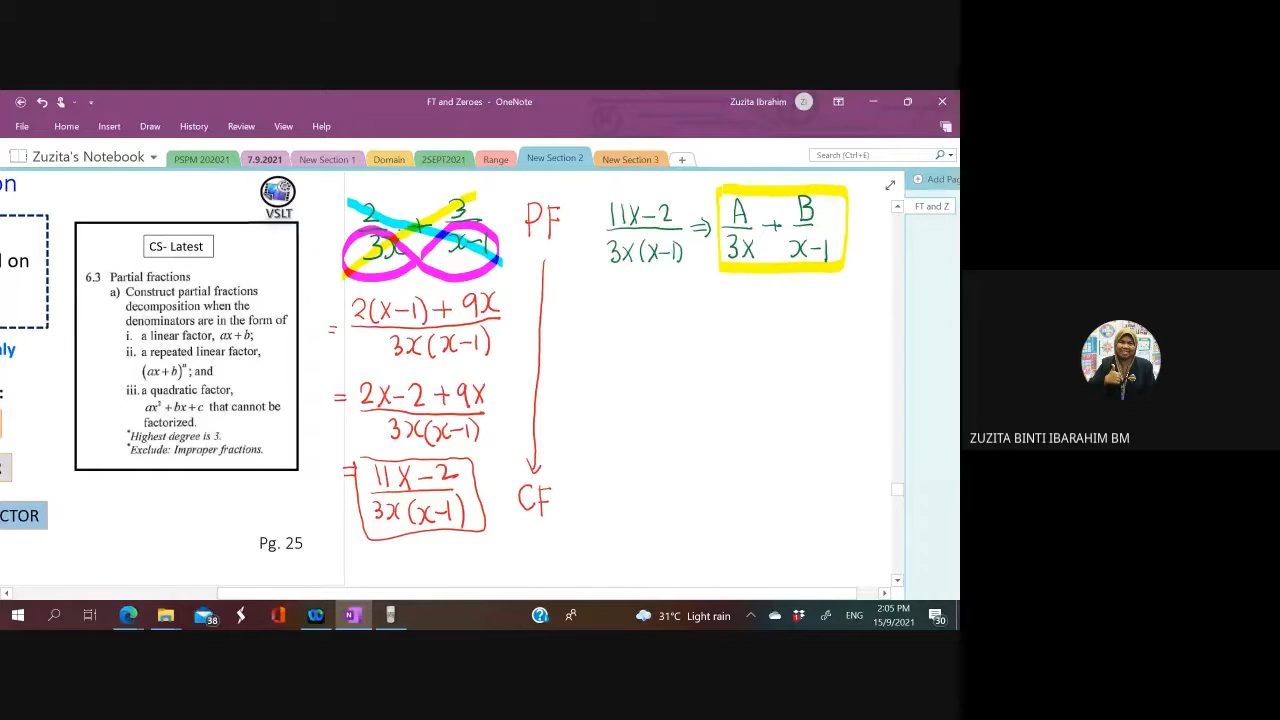 FT and Zeroes - OneNote
Zuzita Ibrahim
ZI
File Home Insert Draw History Review View Help
Zuzita's Notebook
PSPM 202021
7.9.2021
New Section 1
Domain
2SEPT2021
Range
New Section 2
New Section 3
+
Search (Ctrl+E)
Add Pag
FT and Z
on
d on
ly
:
R
CTOR
VSLT
CS- Latest
6.3 Partial fractions
a) Construct partial fractions
decomposition when the
denominators are in the form of
i. a linear factor, ax+b;
ii. a repeated linear factor,
(ax+b)ⁿ; and
iii. a quadratic factor,
ax²+bx+c that cannot be
factorized.
*Highest degree is 3.
*Exclude: Improper fractions.
Pg. 25
2/3x + 3/x-1
= 2(x-1) + 9x / 3x(x-1)
= 2x-2+9x / 3x(x-1)
= 11x-2 / 3x(x-1)
PF
CF
11x-2 / 3x(x-1) ⇒ A/3x + B/x-1
ZUZITA BINTI IBARAHIM BM
38
31°C Light rain
ENG
2:05 PM
15/9/2021
30